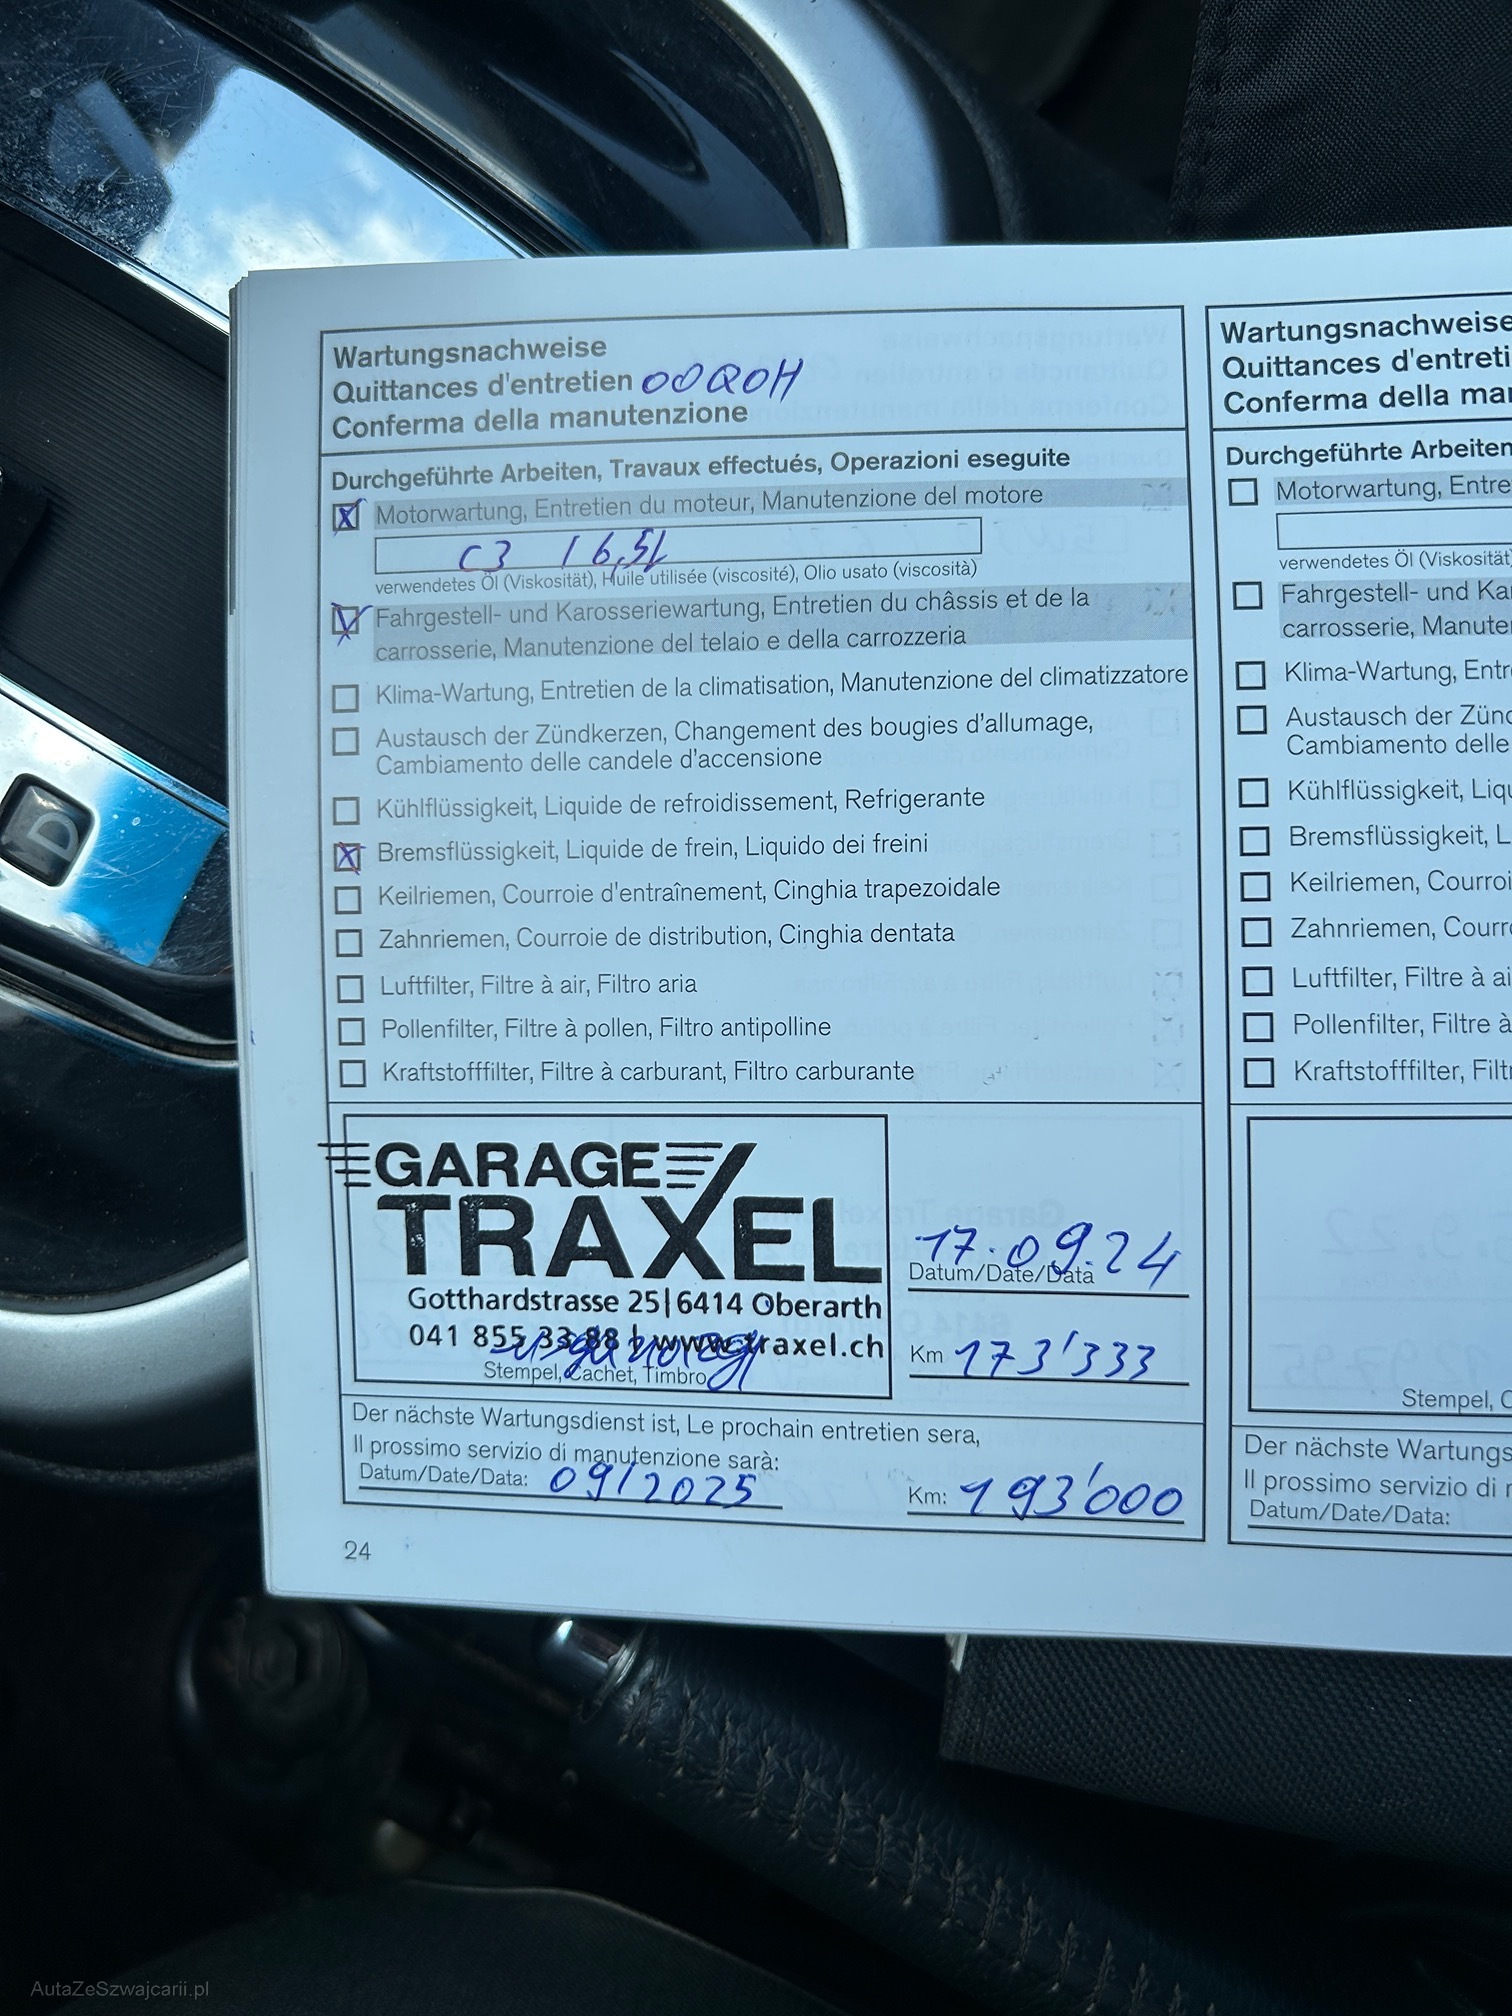 Wartungsnachweise
Quittances d'entretien 00Q0H
Conferma della manutenzione
Durchgeführte Arbeiten, Travaux effectués, Operazioni eseguite
X Motorwartung, Entretien du moteur, Manutenzione del motore
C3 / 6,5L
verwendetes Öl (Viskosität), Huile utilisée (viscosité), Olio usato (viscosità)
X Fahrgestell- und Karosseriewartung, Entretien du châssis et de la
carrosserie, Manutenzione del telaio e della carrozzeria
Klima-Wartung, Entretien de la climatisation, Manutenzione del climatizzatore
Austausch der Zündkerzen, Changement des bougies d'allumage,
Cambiamento delle candele d'accensione
Kühlflüssigkeit, Liquide de refroidissement, Refrigerante
X Bremsflüssigkeit, Liquide de frein, Liquido dei freini
Keilriemen, Courroie d'entraînement, Cinghia trapezoidale
Zahnriemen, Courroie de distribution, Cinghia dentata
Luftfilter, Filtre à air, Filtro aria
Pollenfilter, Filtre à pollen, Filtro antipolline
Kraftstofffilter, Filtre à carburant, Filtro carburante
GARAGE
TRAXEL
Gotthardstrasse 25|6414 Oberarth
041 855 33 88 | www.traxel.ch
Stempel, Cachet, Timbro
17.09.24
Datum/Date/Data
Km 173'333
Der nächste Wartungsdienst ist, Le prochain entretien sera,
Il prossimo servizio di manutenzione sarà:
Datum/Date/Data: 09/2025 Km: 193'000
24
Wartungsnachweise
Quittances d'entreti
Conferma della ma
Durchgeführte Arbeiten
Motorwartung, Entre
verwendetes Öl (Viskosität)
Fahrgestell- und Ka
carrosserie, Manute
Klima-Wartung, Entr
Austausch der Zünd
Cambiamento delle
Kühlflüssigkeit, Liqu
Bremsflüssigkeit, L
Keilriemen, Courroi
Zahnriemen, Courr
Luftfilter, Filtre à ai
Pollenfilter, Filtre à
Kraftstofffilter, Filt
Stempel, C
Der nächste Wartungs
Il prossimo servizio di
Datum/Date/Data:
D
AutaZeSzwajcarii.pl